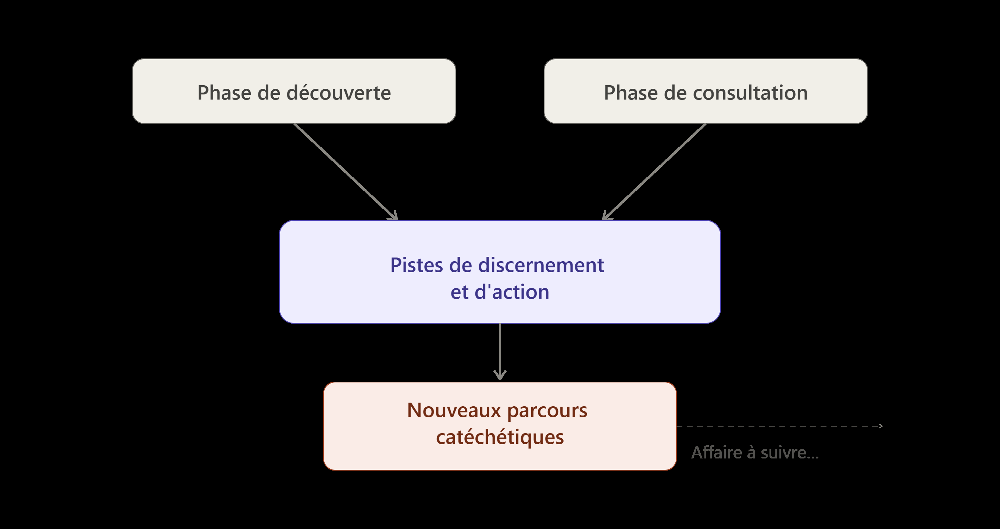 Phase de découverte
Phase de consultation
Pistes de discernement
et d'action
Nouveaux parcours
catéchétiques
Affaire à suivre...